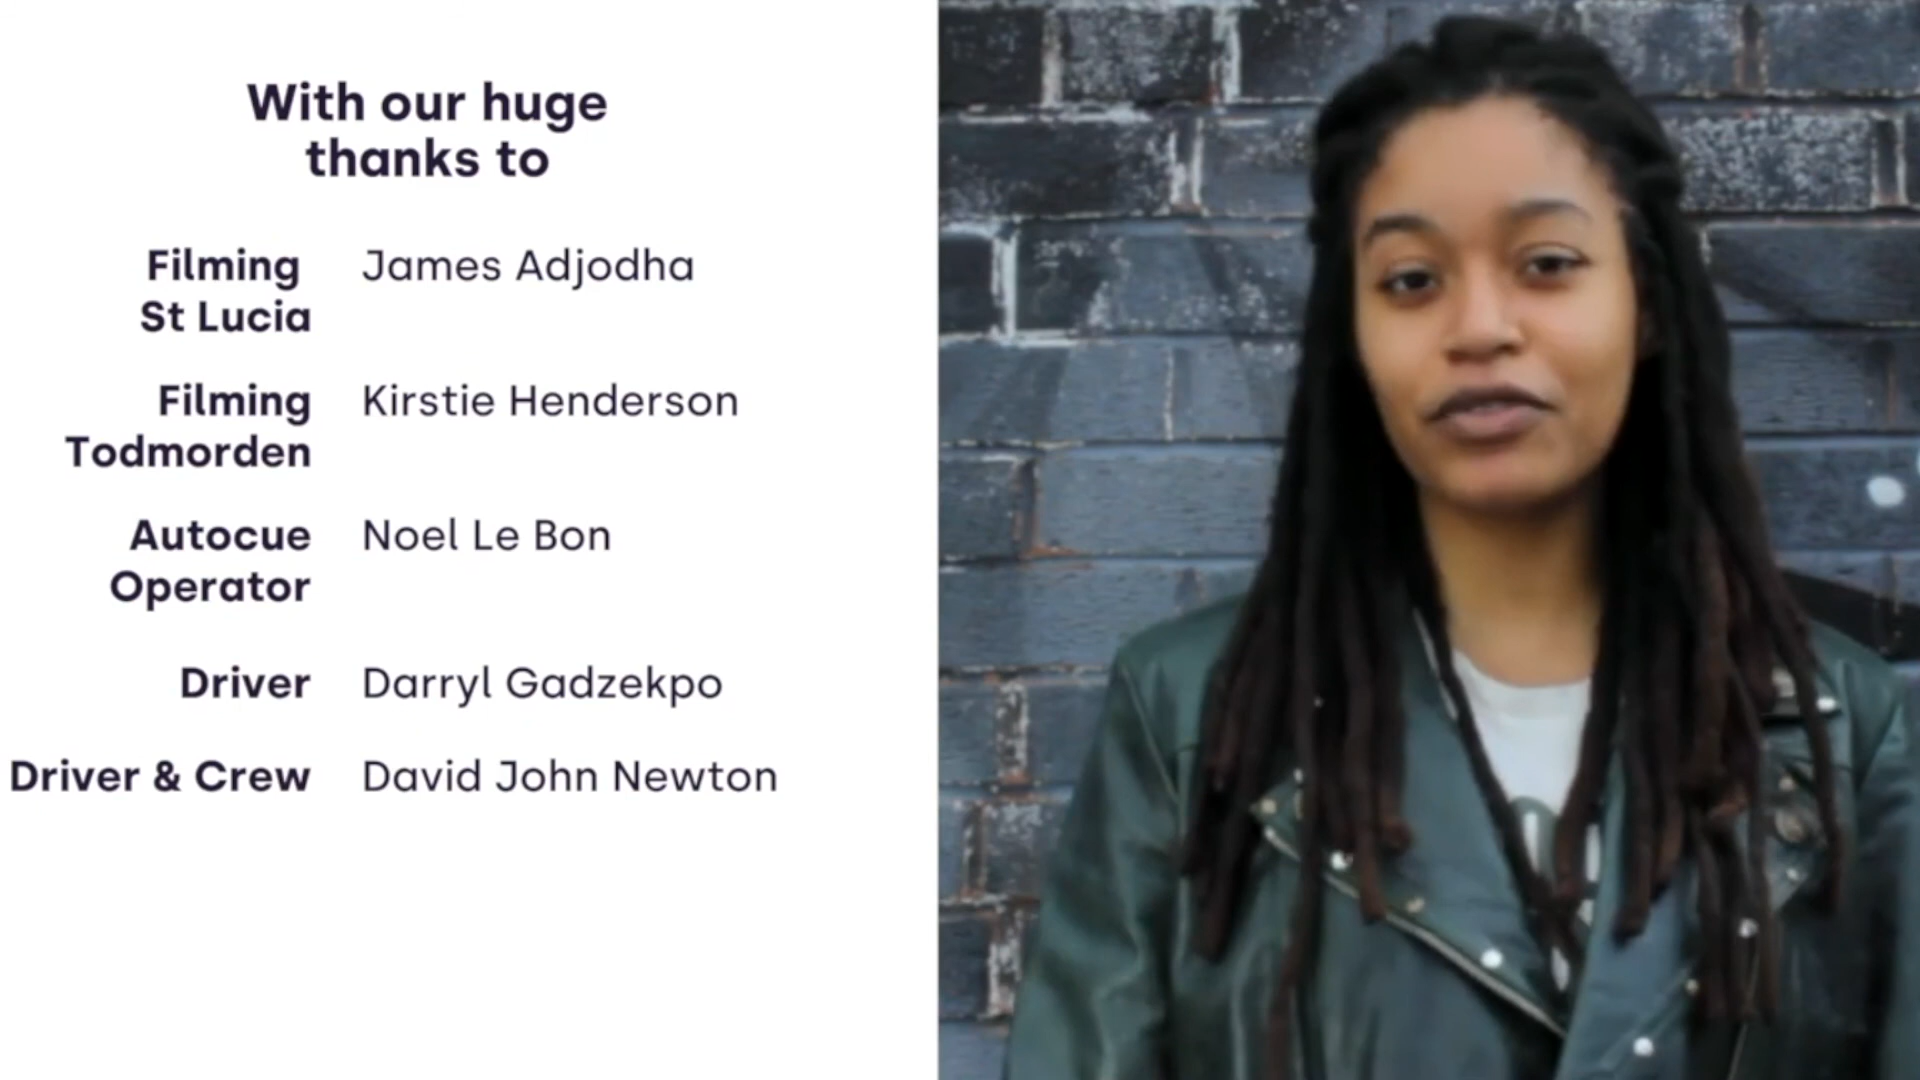 With our huge
thanks to
Filming James Adjodha
St Lucia
Filming Kirstie Henderson
Todmorden
Autocue Noel Le Bon
Operator
Driver Darryl Gadzekpo
Driver & Crew David John Newton